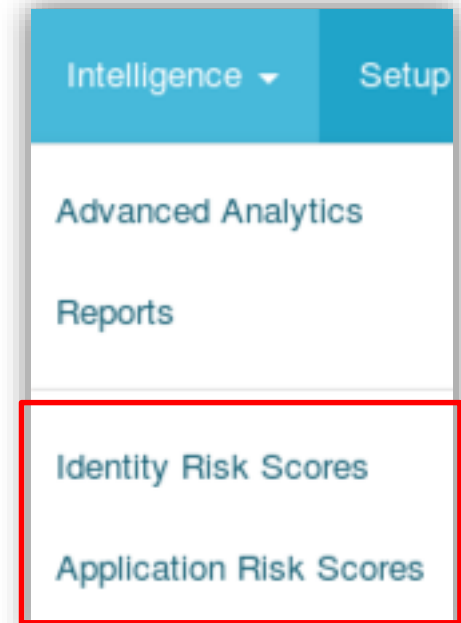 Intelligence Setup
Advanced Analytics
Reports
Identity Risk Scores
Application Risk Scores